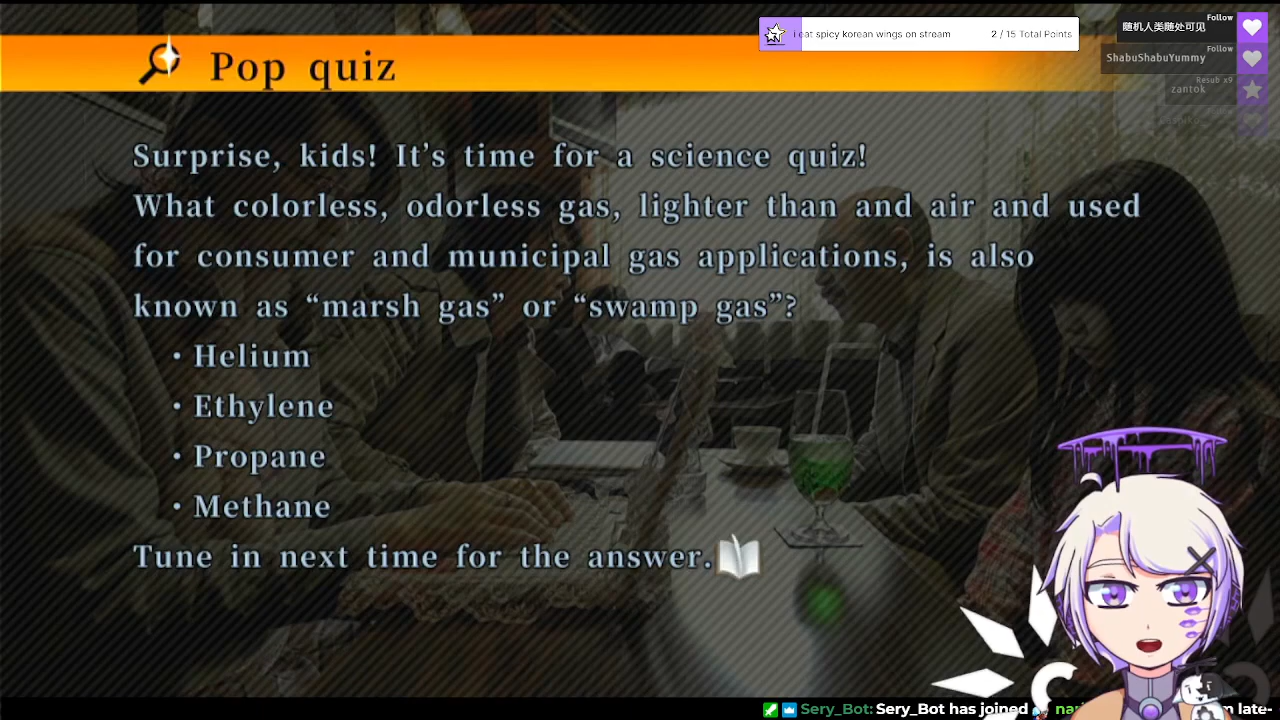 i eat spicy korean wings on stream 2 / 15 Total Points
Follow
随机人类随处可见
Follow
ShabuShabuYummy
Resub x9
zantok
Pop quiz
Surprise, kids! It's time for a science quiz!
What colorless, odorless gas, lighter than and air and used
for consumer and municipal gas applications, is also
known as “marsh gas” or “swamp gas”?
・Helium
・Ethylene
・Propane
・Methane
Tune in next time for the answer.
Sery_Bot: Sery_Bot has joined
late-